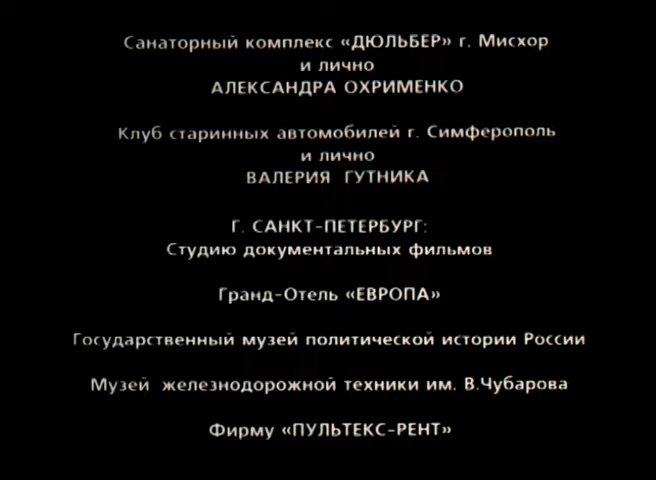 Санаторный комплекс «ДЮЛЬБЕР» г. Мисхор
и лично
АЛЕКСАНДРА ОХРИМЕНКО
Клуб старинных автомобилей г. Симферополь
и лично
ВАЛЕРИЯ ГУТНИКА
Г. САНКТ-ПЕТЕРБУРГ:
Студию документальных фильмов
Гранд-Отель «ЕВРОПА»
Государственный музей политической истории России
Музей железнодорожной техники им. В.Чубарова
Фирму «ПУЛЬТЕКС-РЕНТ»